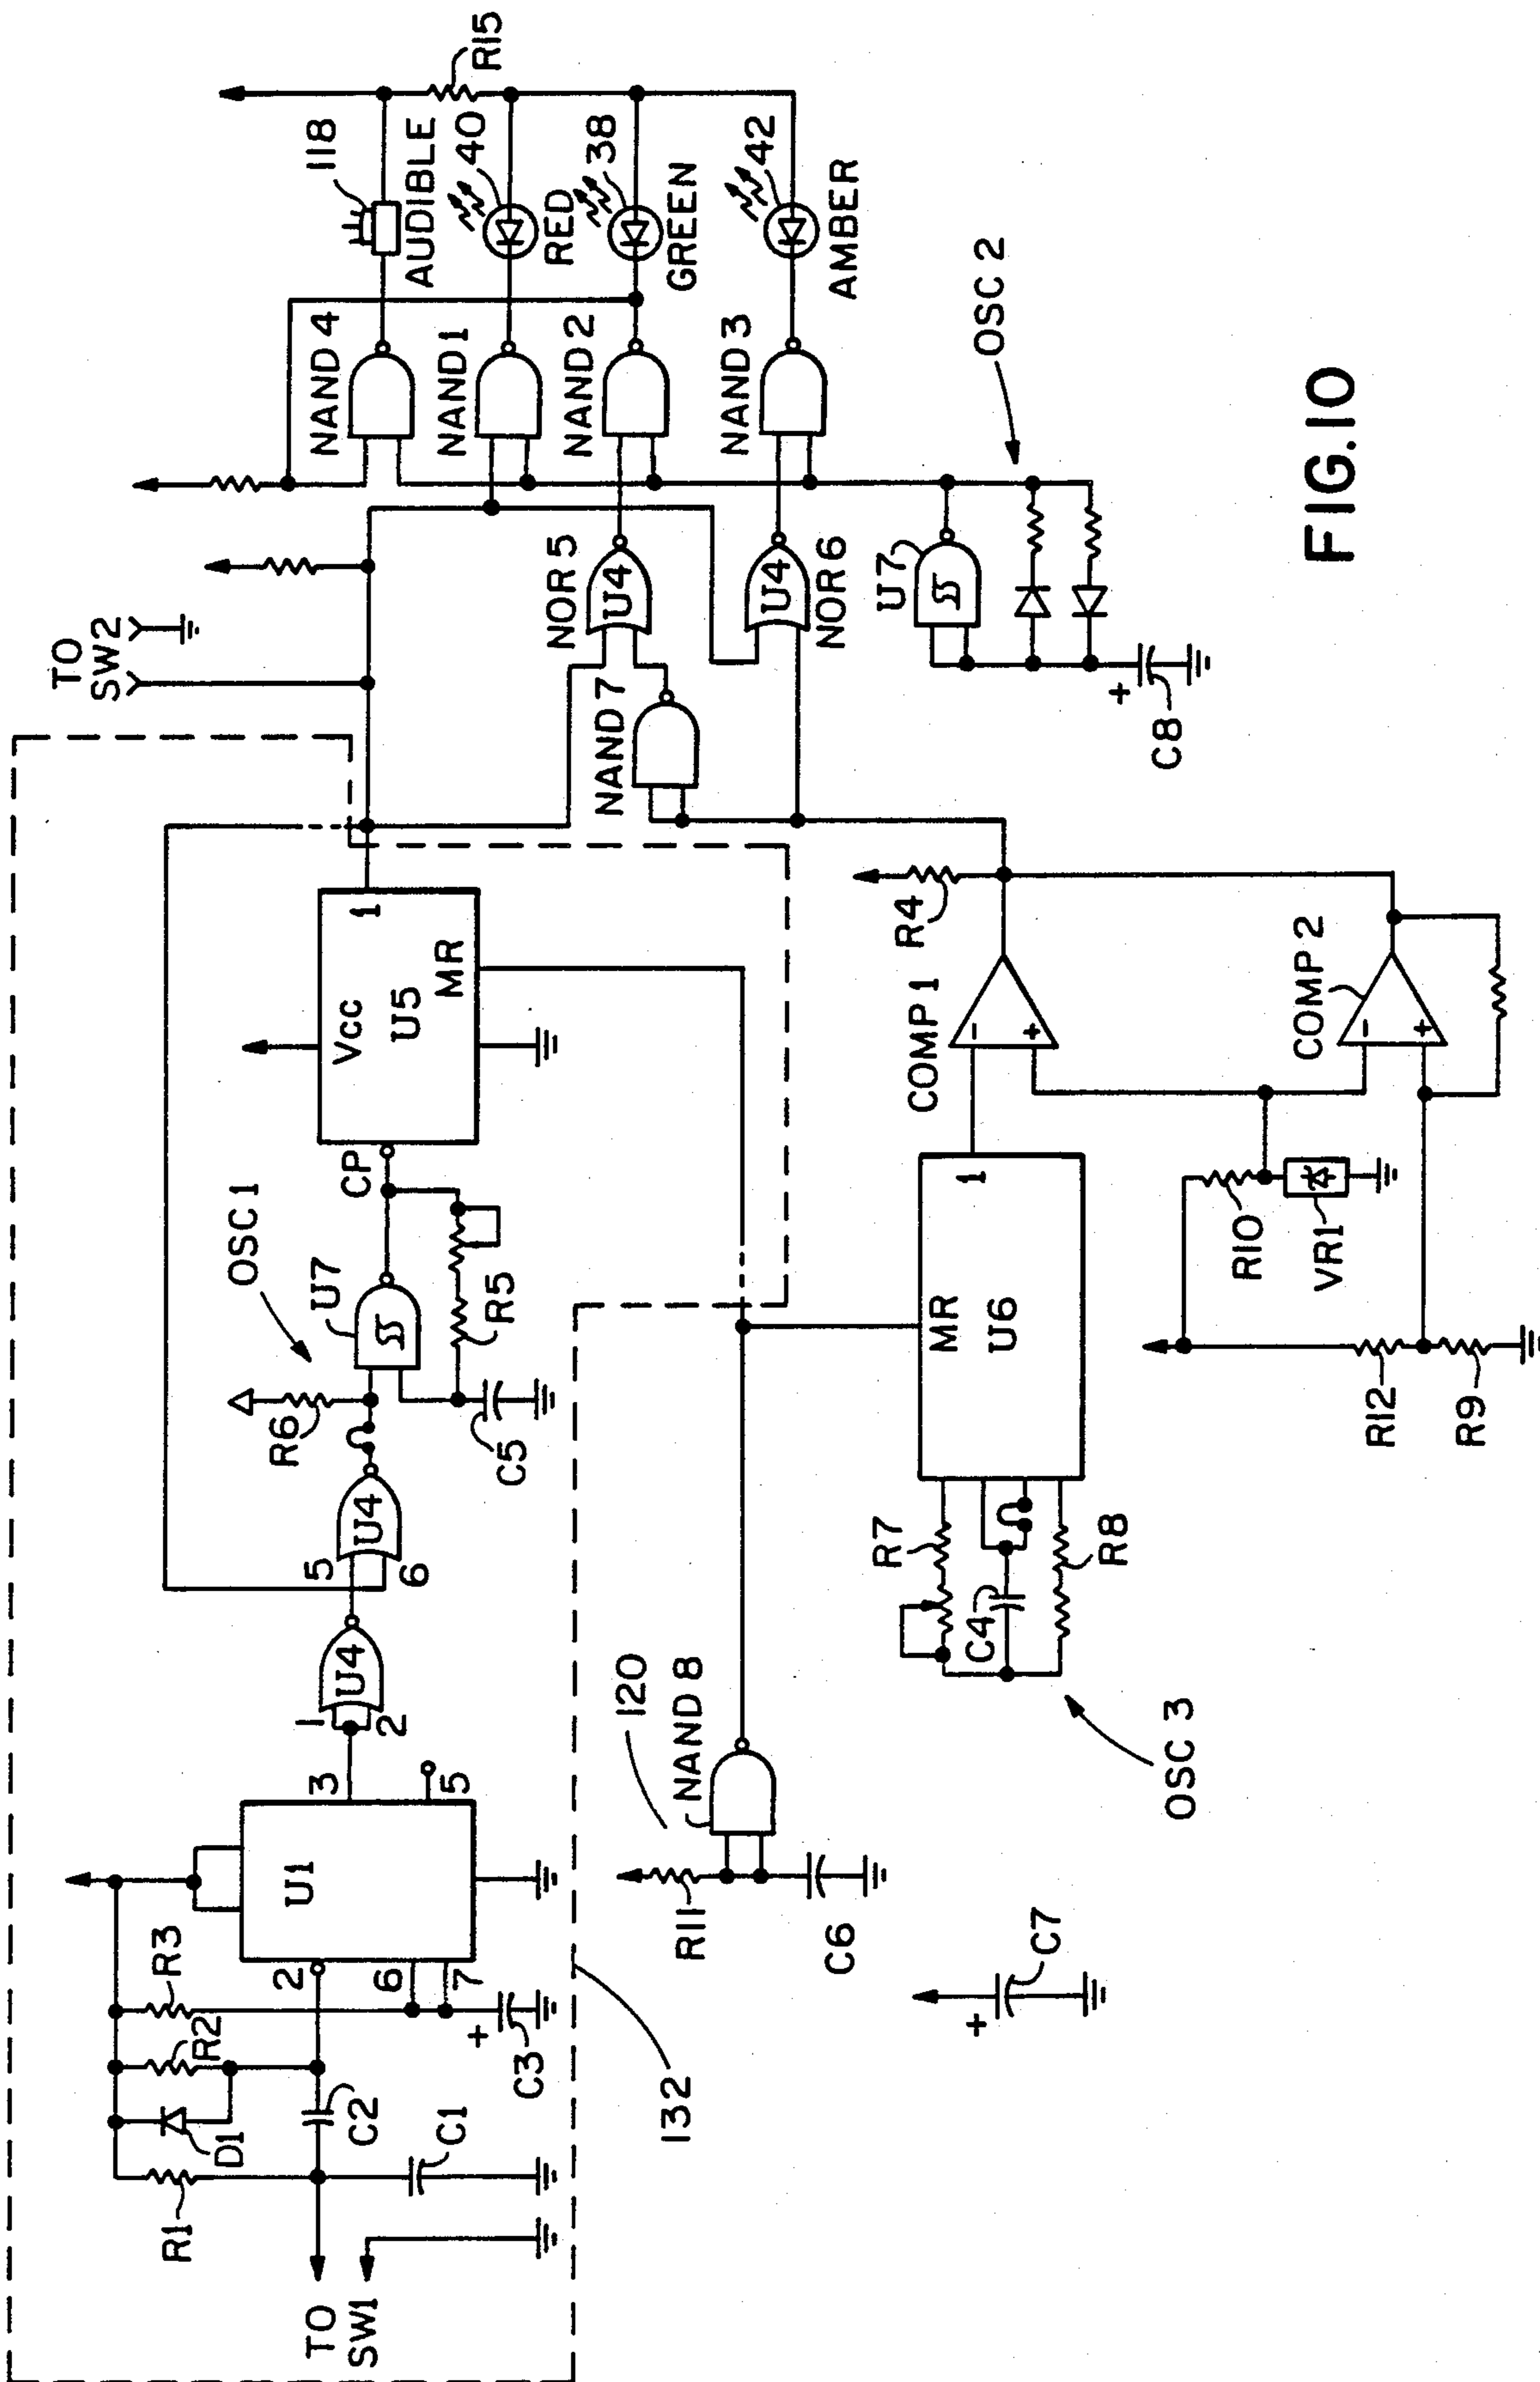 TO
SW2
118
AUDIBLE
R15
40
RED
38
GREEN
42
AMBER
NAND 4
NAND 1
NAND 2
NAND 3
OSC 2
NOR 5
U4
U4
NOR 6
U7
NAND 7
C8
+
1
Vcc
U5
MR
CP
OSC 1
U7
R6
R5
C5
5
U4
6
1
U4
2
3
5
U1
R3
2
6
7
R2
+
C3
D1
C2
C1
R1
TO
SW1
132
R4
COMP 1
-
+
COMP 2
-
+
1
MR
U6
R10
VR1
R12
R9
R7
C4
R8
OSC 3
120
NAND 8
R11
C6
+
C7
FIG.10